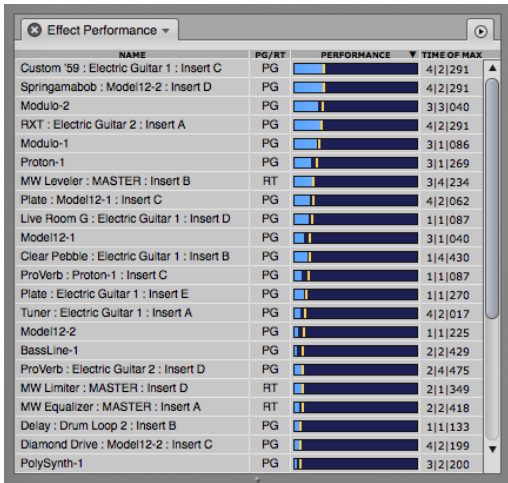 Effect Performance
NAME PG/RT PERFORMANCE TIME OF MAX
Custom '59 : Electric Guitar 1 : Insert C PG 4|2|291
Springamabob : Model12-2 : Insert D PG 4|2|291
Modulo-2 PG 3|3|040
RXT : Electric Guitar 2 : Insert A PG 4|2|291
Modulo-1 PG 3|1|086
Proton-1 PG 3|1|269
MW Leveler : MASTER : Insert B RT 3|4|234
Plate : Model12-1 : Insert C PG 4|2|062
Live Room G : Electric Guitar 1 : Insert D PG 1|1|087
Model12-1 PG 3|1|040
Clear Pebble : Electric Guitar 1 : Insert B PG 1|4|430
ProVerb : Proton-1 : Insert C PG 1|1|087
Plate : Electric Guitar 1 : Insert E PG 1|1|270
Tuner : Electric Guitar 1 : Insert A PG 4|2|017
Model12-2 PG 1|1|225
BassLine-1 PG 2|2|429
ProVerb : Electric Guitar 2 : Insert D PG 2|4|475
MW Limiter : MASTER : Insert D RT 2|1|349
MW Equalizer : MASTER : Insert A RT 2|2|418
Delay : Drum Loop 2 : Insert B PG 1|1|133
Diamond Drive : Model12-2 : Insert C PG 4|2|199
PolySynth-1 PG 3|2|200